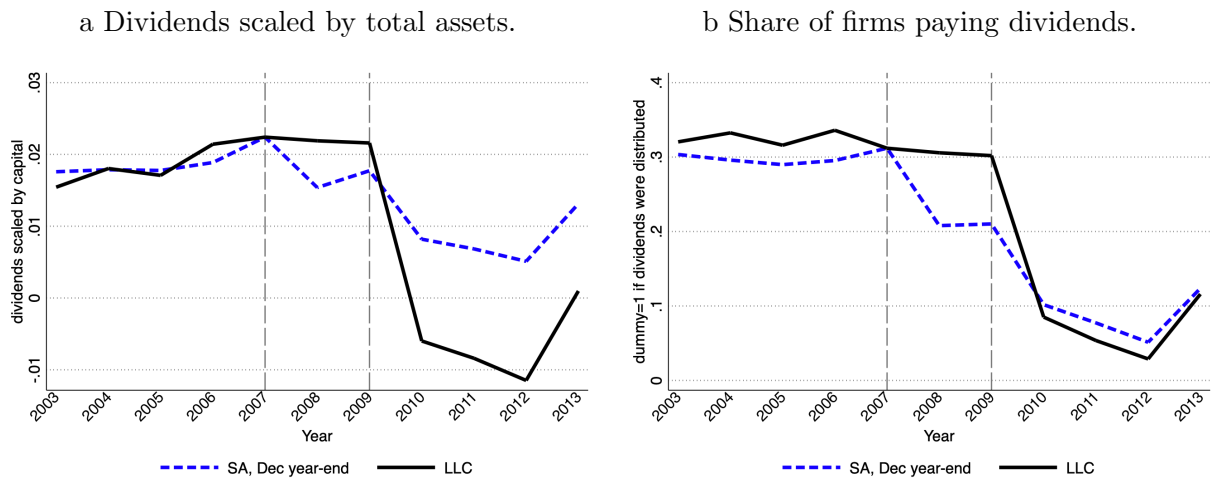 a Dividends scaled by total assets.
dividends scaled by capital
.03
.02
.01
0
-.01
2003 2004 2005 2006 2007 2008 2009 2010 2011 2012 2013
Year
SA, Dec year-end LLC
b Share of firms paying dividends.
dummy=1 if dividends were distributed
.4
.3
.2
.1
0
2003 2004 2005 2006 2007 2008 2009 2010 2011 2012 2013
Year
SA, Dec year-end LLC